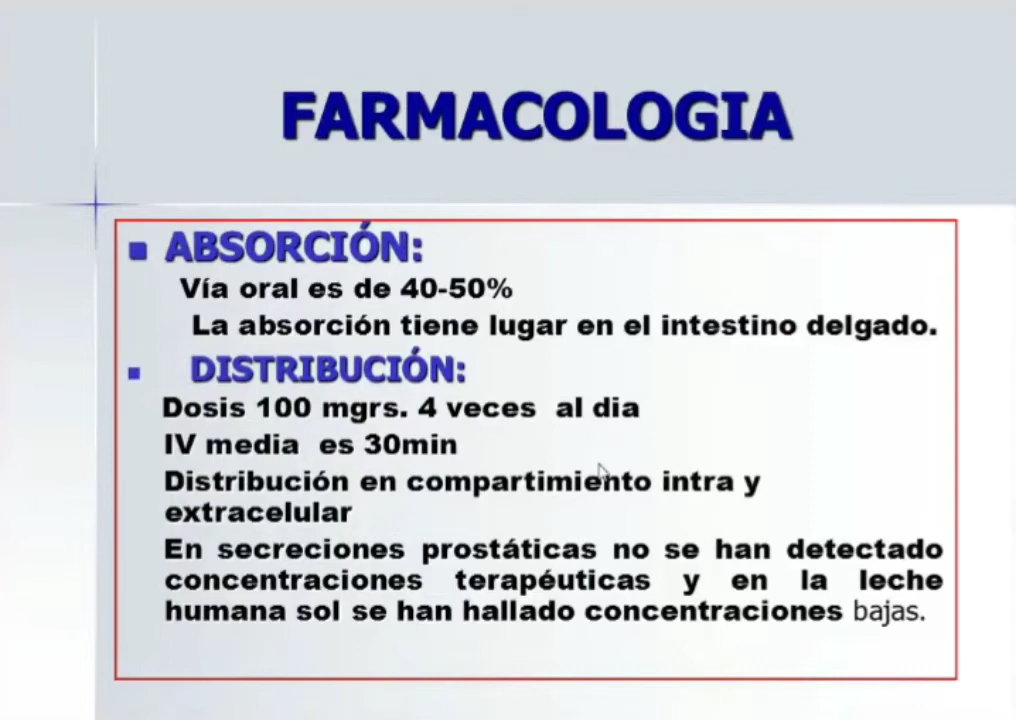 FARMACOLOGIA
ABSORCIÓN:
Vía oral es de 40-50%
La absorción tiene lugar en el intestino delgado.
DISTRIBUCIÓN:
Dosis 100 mgrs. 4 veces al dia
IV media es 30min
Distribución en compartimiento intra y
extracelular
En secreciones prostáticas no se han detectado
concentraciones terapéuticas y en la leche
humana sol se han hallado concentraciones bajas.